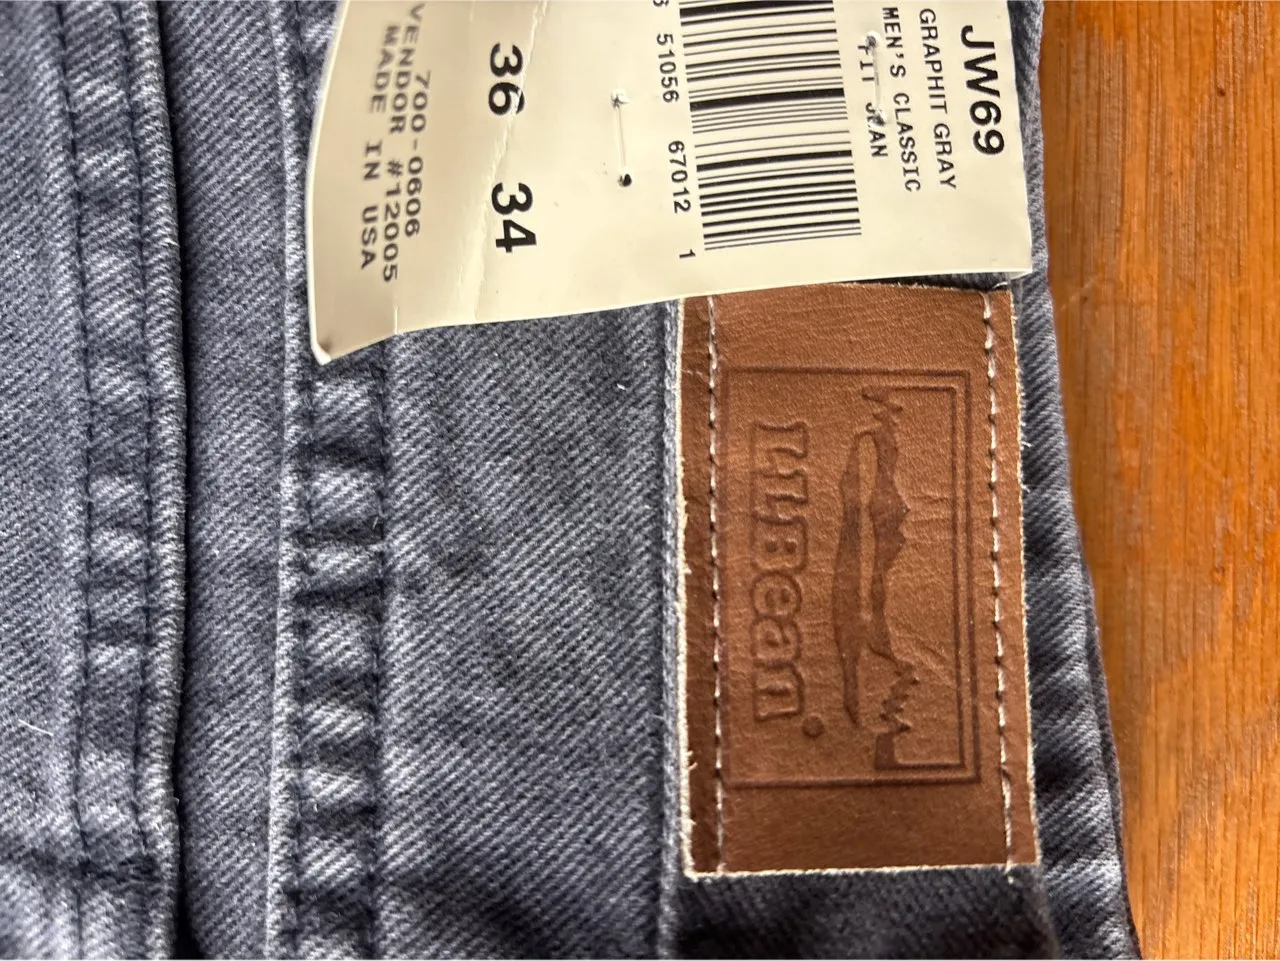 JW69
GRAPHIT GRAY
MEN'S CLASSIC
FIT JEAN
51056 67012 1
36 34
700-0606
VENDOR #12005
MADE IN USA
L.L.Bean